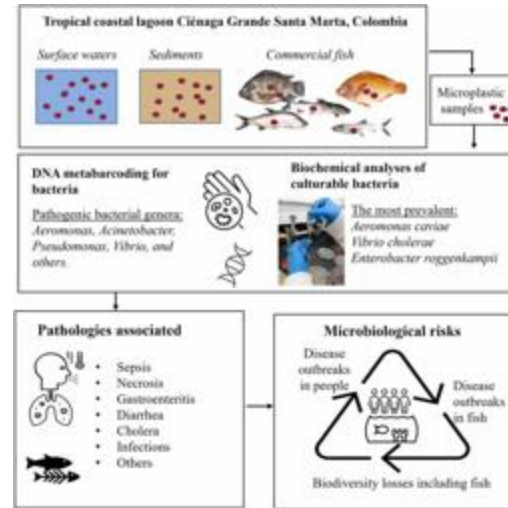 Tropical coastal lagoon Ciénaga Grande Santa Marta, Colombia
Surface waters
Sediments
Commercial fish
Microplastic
samples
DNA metabarcoding for
bacteria
Pathogenic bacterial genera:
Aeromonas, Acinetobacter,
Pseudomonas, Vibrio, and
others.
Biochemical analyses of
culturable bacteria
The most prevalent:
Aeromonas caviae
Vibrio cholerae
Enterobacter roggenkampii
Pathologies associated
• Sepsis
• Necrosis
• Gastroenteritis
• Diarrhea
• Cholera
• Infections
• Others
Microbiological risks
Disease
outbreaks
in people
Disease
outbreaks
in fish
Biodiversity losses including fish